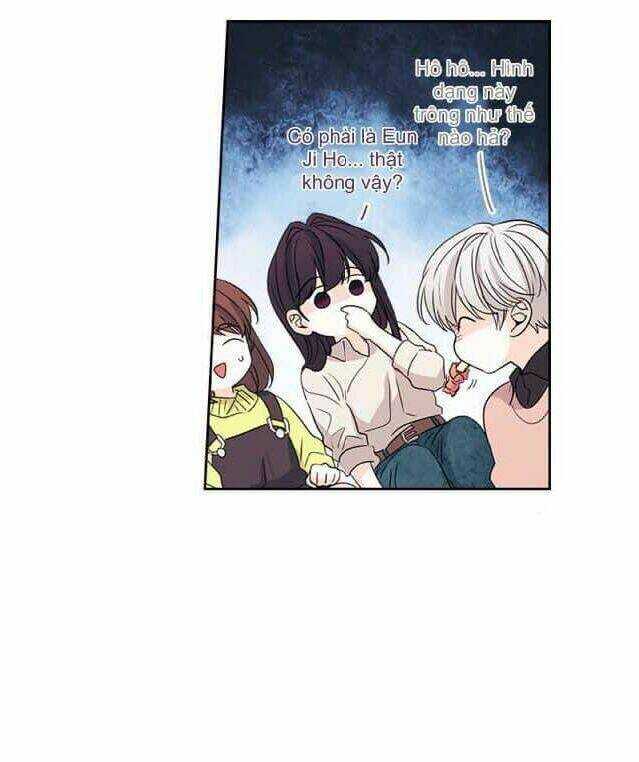 Hô hô... Hình
dạng này
trông như thế
nào hả?
Có phải là Eun
Ji Ho... thật
không vậy?